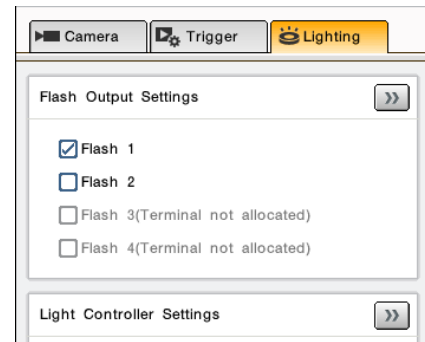 Camera Trigger Lighting
Flash Output Settings
Flash 1
Flash 2
Flash 3(Terminal not allocated)
Flash 4(Terminal not allocated)
Light Controller Settings